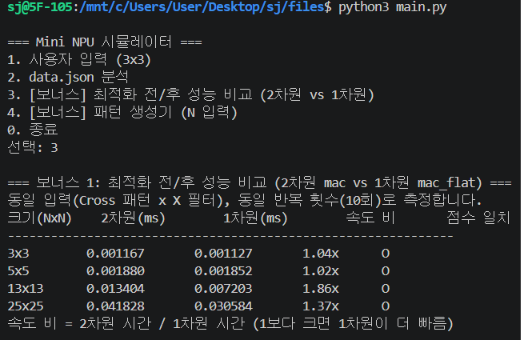 sj@5F-105:/mnt/c/Users/User/Desktop/sj/files$ python3 main.py
=== Mini NPU 시뮬레이터 ===
1. 사용자 입력 (3x3)
2. data.json 분석
3. [보너스] 최적화 전/후 성능 비교 (2차원 vs 1차원)
4. [보너스] 패턴 생성기 (N 입력)
0. 종료
선택: 3
=== 보너스 1: 최적화 전/후 성능 비교 (2차원 mac vs 1차원 mac_flat) ===
동일 입력(Cross 패턴 x X 필터), 동일 반복 횟수(10회)로 측정합니다.
크기(NxN) 2차원(ms) 1차원(ms) 속도 비 점수 일치
------------------------------------------------------------
3x3 0.001167 0.001127 1.04x O
5x5 0.001880 0.001852 1.02x O
13x13 0.013404 0.007203 1.86x O
25x25 0.041828 0.030584 1.37x O
속도 비 = 2차원 시간 / 1차원 시간 (1보다 크면 1차원이 더 빠름)